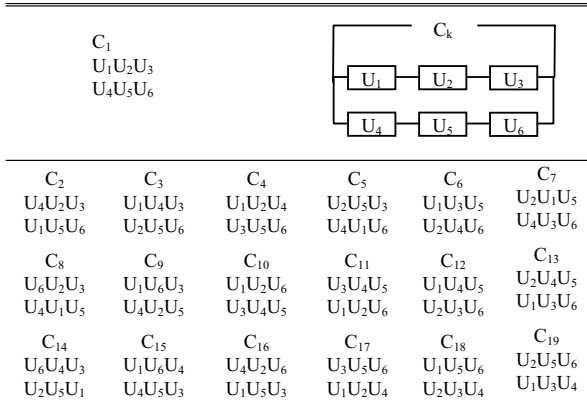 C₁
U₁U₂U₃
U₄U₅U₆
Cₖ
U₁ U₂ U₃
U₄ U₅ U₆
C₂ C₃ C₄ C₅ C₆ C₇
U₄U₂U₃ U₁U₄U₃ U₁U₂U₄ U₂U₅U₃ U₁U₃U₅ U₂U₁U₅
U₁U₅U₆ U₂U₅U₆ U₃U₅U₆ U₄U₁U₆ U₂U₄U₆ U₄U₃U₆
C₈ C₉ C₁₀ C₁₁ C₁₂ C₁₃
U₆U₂U₃ U₁U₆U₃ U₁U₂U₆ U₃U₄U₅ U₁U₄U₅ U₂U₄U₅
U₄U₁U₅ U₄U₂U₅ U₃U₄U₅ U₁U₂U₆ U₂U₃U₆ U₁U₃U₆
C₁₄ C₁₅ C₁₆ C₁₇ C₁₈ C₁₉
U₆U₄U₃ U₁U₆U₄ U₄U₂U₆ U₃U₅U₆ U₁U₅U₆ U₂U₅U₆
U₂U₅U₁ U₄U₅U₃ U₁U₅U₃ U₁U₂U₄ U₂U₃U₄ U₁U₃U₄